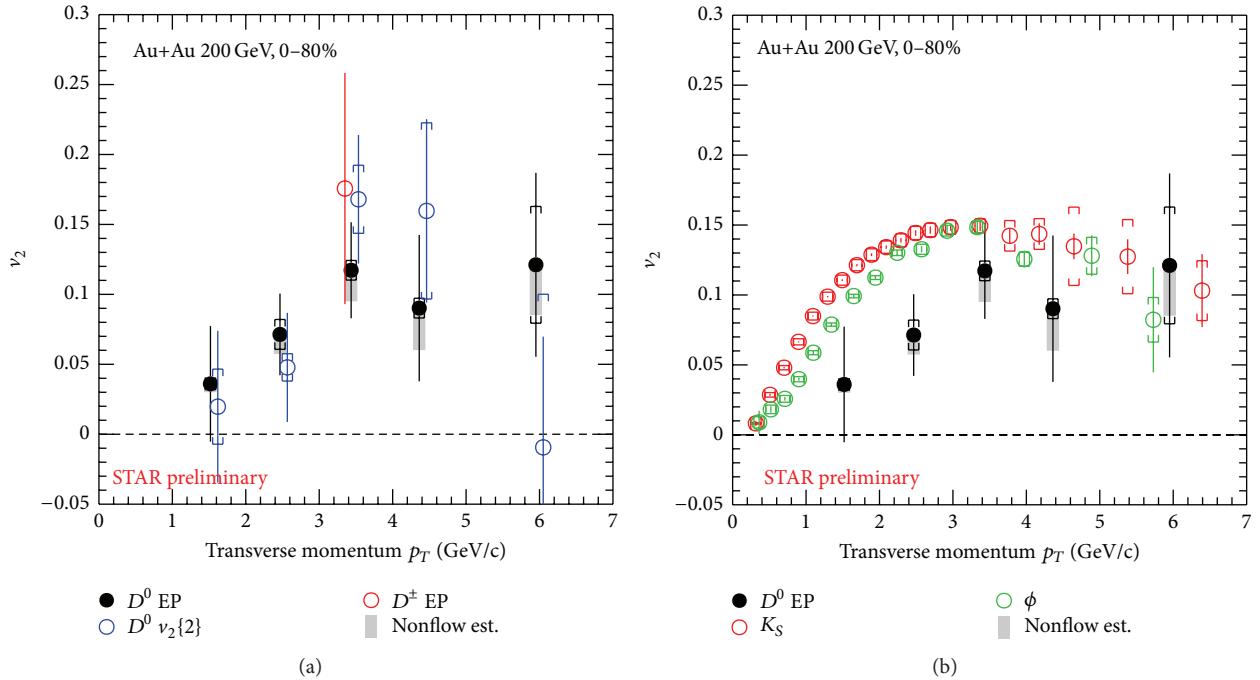 0.3
0.25
0.2
0.15
0.1
0.05
0
−0.05
v2
Au+Au 200 GeV, 0–80%
STAR preliminary
0 1 2 3 4 5 6 7
Transverse momentum pT (GeV/c)
D0 EP
D0 v2{2}
D± EP
Nonflow est.
(a)
0.3
0.25
0.2
0.15
0.1
0.05
0
−0.05
v2
Au+Au 200 GeV, 0–80%
STAR preliminary
0 1 2 3 4 5 6 7
Transverse momentum pT (GeV/c)
D0 EP
KS
ϕ
Nonflow est.
(b)